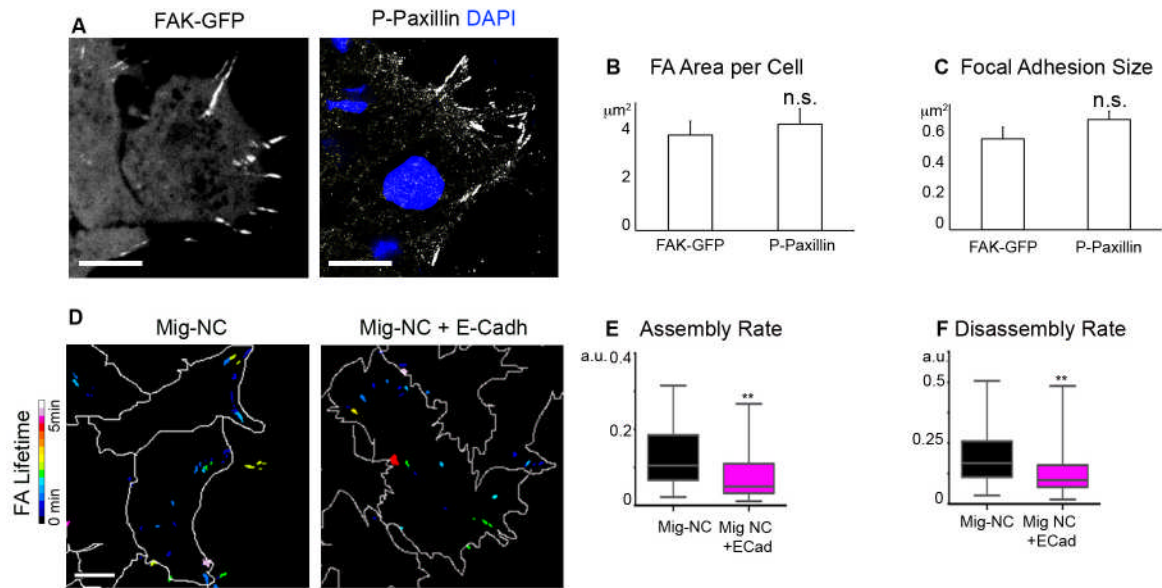 A
FAK-GFP
P-Paxillin DAPI
B FA Area per Cell
μm²
n.s.
4
2
0
FAK-GFP
P-Paxillin
C Focal Adhesion Size
μm²
n.s.
0.6
0.4
0.2
0
FAK-GFP
P-Paxillin
D
Mig-NC
Mig-NC + E-Cadh
FA Lifetime
0 min
5min
E Assembly Rate
a.u.
0.4
0.2
0
**
Mig-NC
Mig NC
+ECad
F Disassembly Rate
a.u
0.5
0.25
0
**
Mig-NC
Mig NC
+ECad